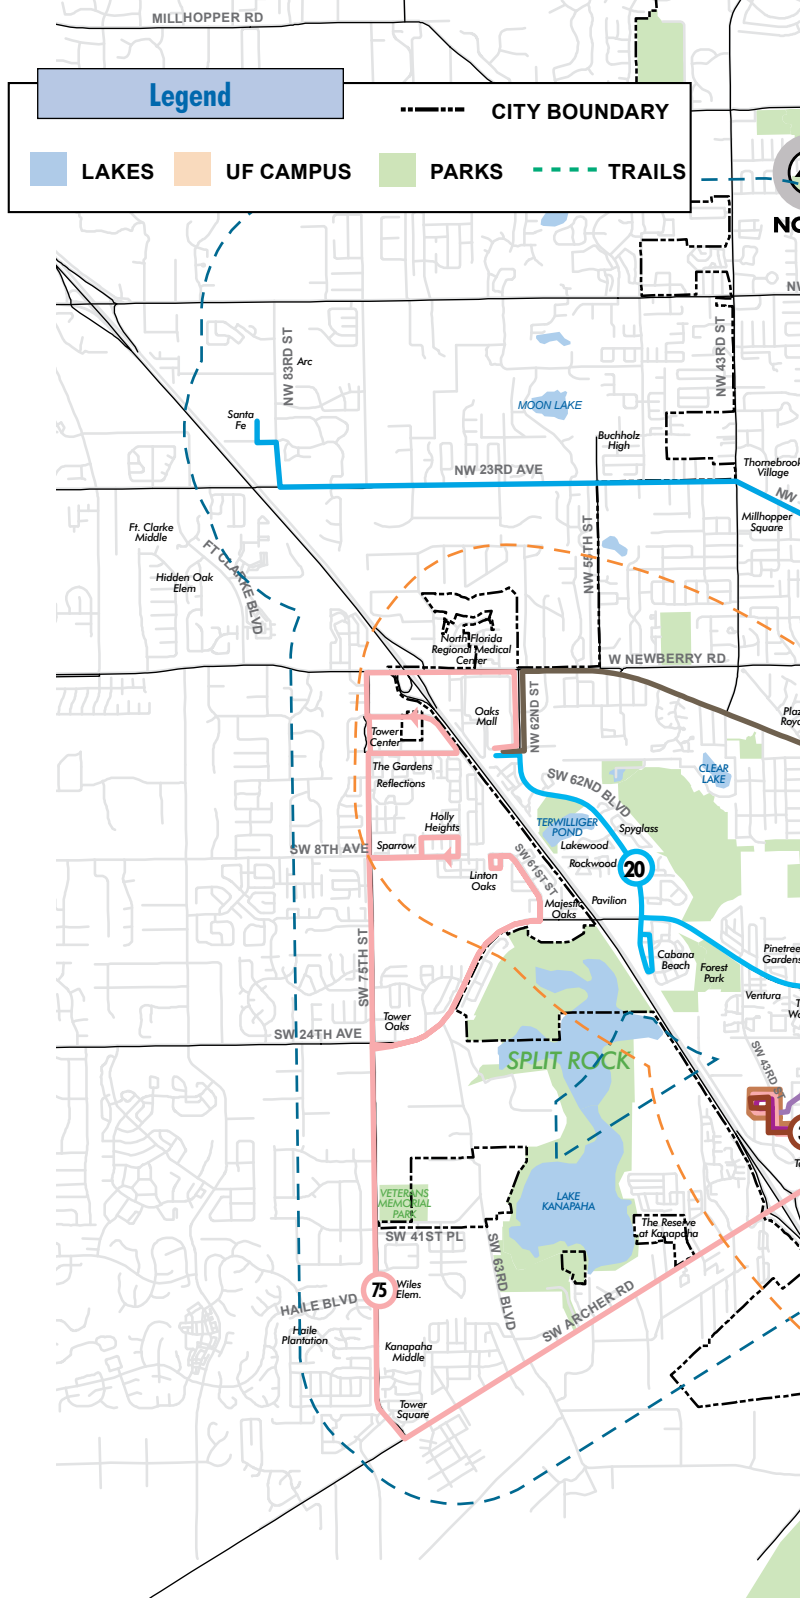 MILLHOPPER RD
Legend
CITY BOUNDARY
LAKES
UF CAMPUS
PARKS
TRAILS
NW 83RD ST
Arc
NW 43RD ST
Santa
Fe
MOON LAKE
Buchholz
High
NW 23RD AVE
Thornebrook
Village
NW
Millhopper
Square
Ft. Clarke
Middle
NW 55TH ST
FT CLARKE BLVD
Hidden Oak
Elem
North Florida
Regional Medical
Center
W NEWBERRY RD
Oaks
Mall
NW 62ND ST
Tower
Center
The Gardens
Reflections
SW 62ND BLVD
CLEAR
LAKE
Holly
Heights
TERWILLIGER
POND
Spyglass
SW 8TH AVE
Sparrow
Lakewood
Rockwood
20
SW 61ST ST
Linton
Oaks
Majestic
Oaks
Pavilion
SW 75TH ST
Cabana
Beach
Forest
Park
Pinetree
Gardens
Ventura
Tower
Oaks
SW 24TH AVE
SPLIT ROCK
SW 43RD ST
VETERANS
MEMORIAL
PARK
LAKE
KANAPAHA
The Reserve
at Kanapaha
SW 41ST PL
SW 63RD BLVD
75
Wiles
Elem.
HAILE BLVD
SW ARCHER RD
Haile
Plantation
Kanapaha
Middle
Tower
Square